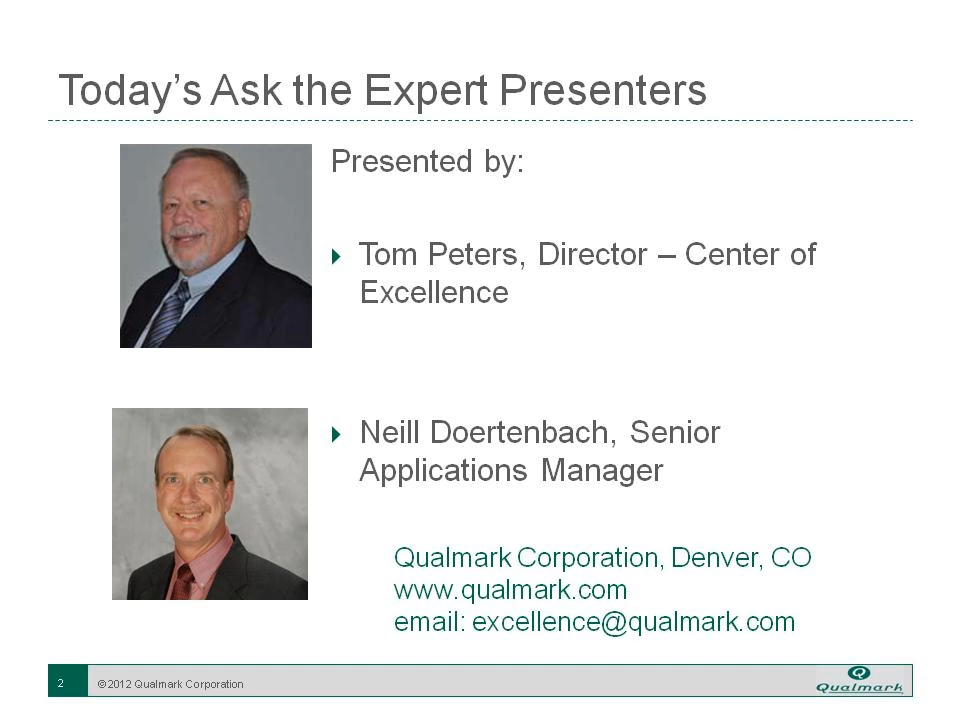 Today's Ask the Expert Presenters
Presented by:
Tom Peters, Director – Center of
Excellence
Neill Doertenbach, Senior
Applications Manager
Qualmark Corporation, Denver, CO
www.qualmark.com
email: excellence@qualmark.com
2
©2012 Qualmark Corporation
Q
Qualmark